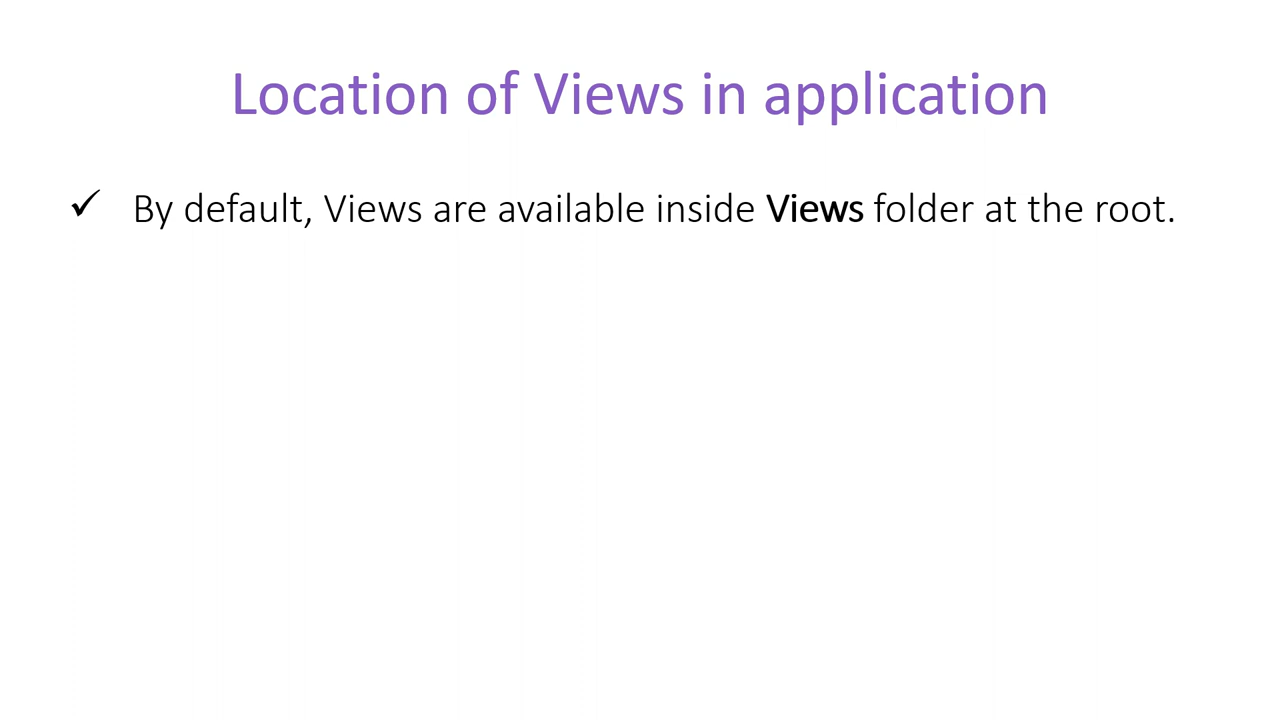 Location of Views in application
✓ By default, Views are available inside Views folder at the root.